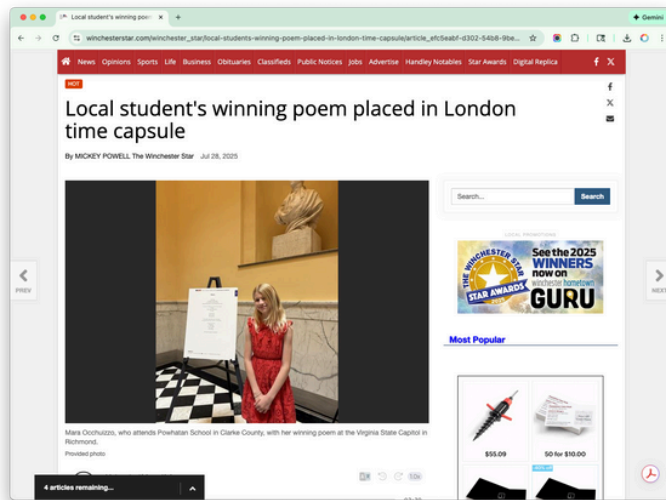 Local student's winning poem
Gemini
winchesterstar.com/winchester_star/local-students-winning-poem-placed-in-london-time-capsule/article_efc5eabf-d302-54b8-9be...
News Opinions Sports Life Business Obituaries Classifieds Public Notices Jobs Advertise Handley Notables Star Awards Digital Replica
HOT
Local student's winning poem placed in London
time capsule
By MICKEY POWELL The Winchester Star Jul 28, 2025
Search...
Search
LOCAL PROMOTIONS
THE WINCHESTER STAR
STAR AWARDS
See the 2025
WINNERS
now on
winchester hometown
GURU
PREV
NEXT
Most Popular
$55.09
50 for $10.00
Mara Occhuizzo, who attends Powhatan School in Clarke County, with her winning poem at the Virginia State Capitol in
Richmond.
Provided photo
1.0x
4 articles remaining...